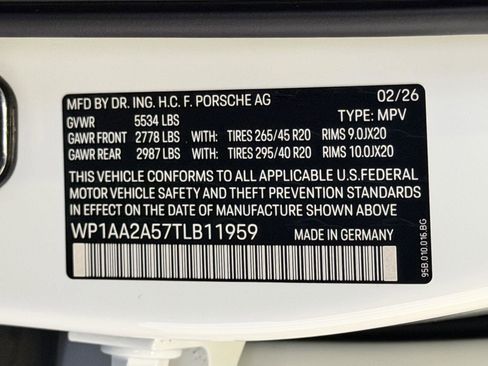 MFD BY DR. ING. H.C. F. PORSCHE AG 02/26
GVWR 5534 LBS TYPE: MPV
GAWR FRONT 2778 LBS WITH: TIRES 265/45 R20 RIMS 9.0JX20
GAWR REAR 2987 LBS WITH: TIRES 295/40 R20 RIMS 10.0JX20
THIS VEHICLE CONFORMS TO ALL APPLICABLE U.S.FEDERAL
MOTOR VEHICLE SAFETY AND THEFT PREVENTION STANDARDS
IN EFFECT ON THE DATE OF MANUFACTURE SHOWN ABOVE
WP1AA2A57TLB11959 MADE IN GERMANY
95B.010.016.BG